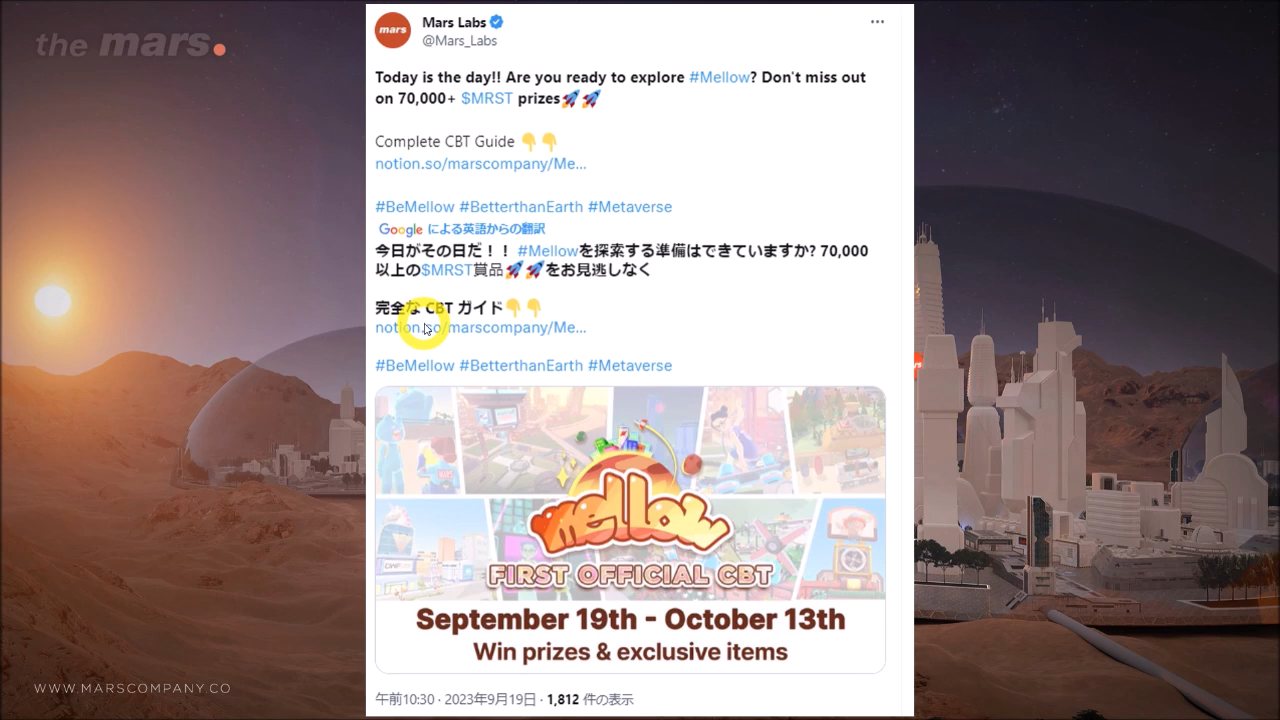 the mars.
mars
Mars Labs
@Mars_Labs
Today is the day!! Are you ready to explore #Mellow? Don't miss out
on 70,000+ $MRST prizes🚀🚀
Complete CBT Guide 👇👇
notion.so/marscompany/Me...
#BeMellow #BetterthanEarth #Metaverse
Google による英語からの翻訳
今日がその日だ！！ #Mellowを探索する準備はできていますか? 70,000
以上の$MRST賞品🚀🚀をお見逃しなく
完全な CBT ガイド👇👇
notion.so/marscompany/Me...
#BeMellow #BetterthanEarth #Metaverse
mellow
FIRST OFFICIAL CBT
September 19th - October 13th
Win prizes & exclusive items
午前10:30 · 2023年9月19日 · 1,812 件の表示
WWW.MARSCOMPANY.CO